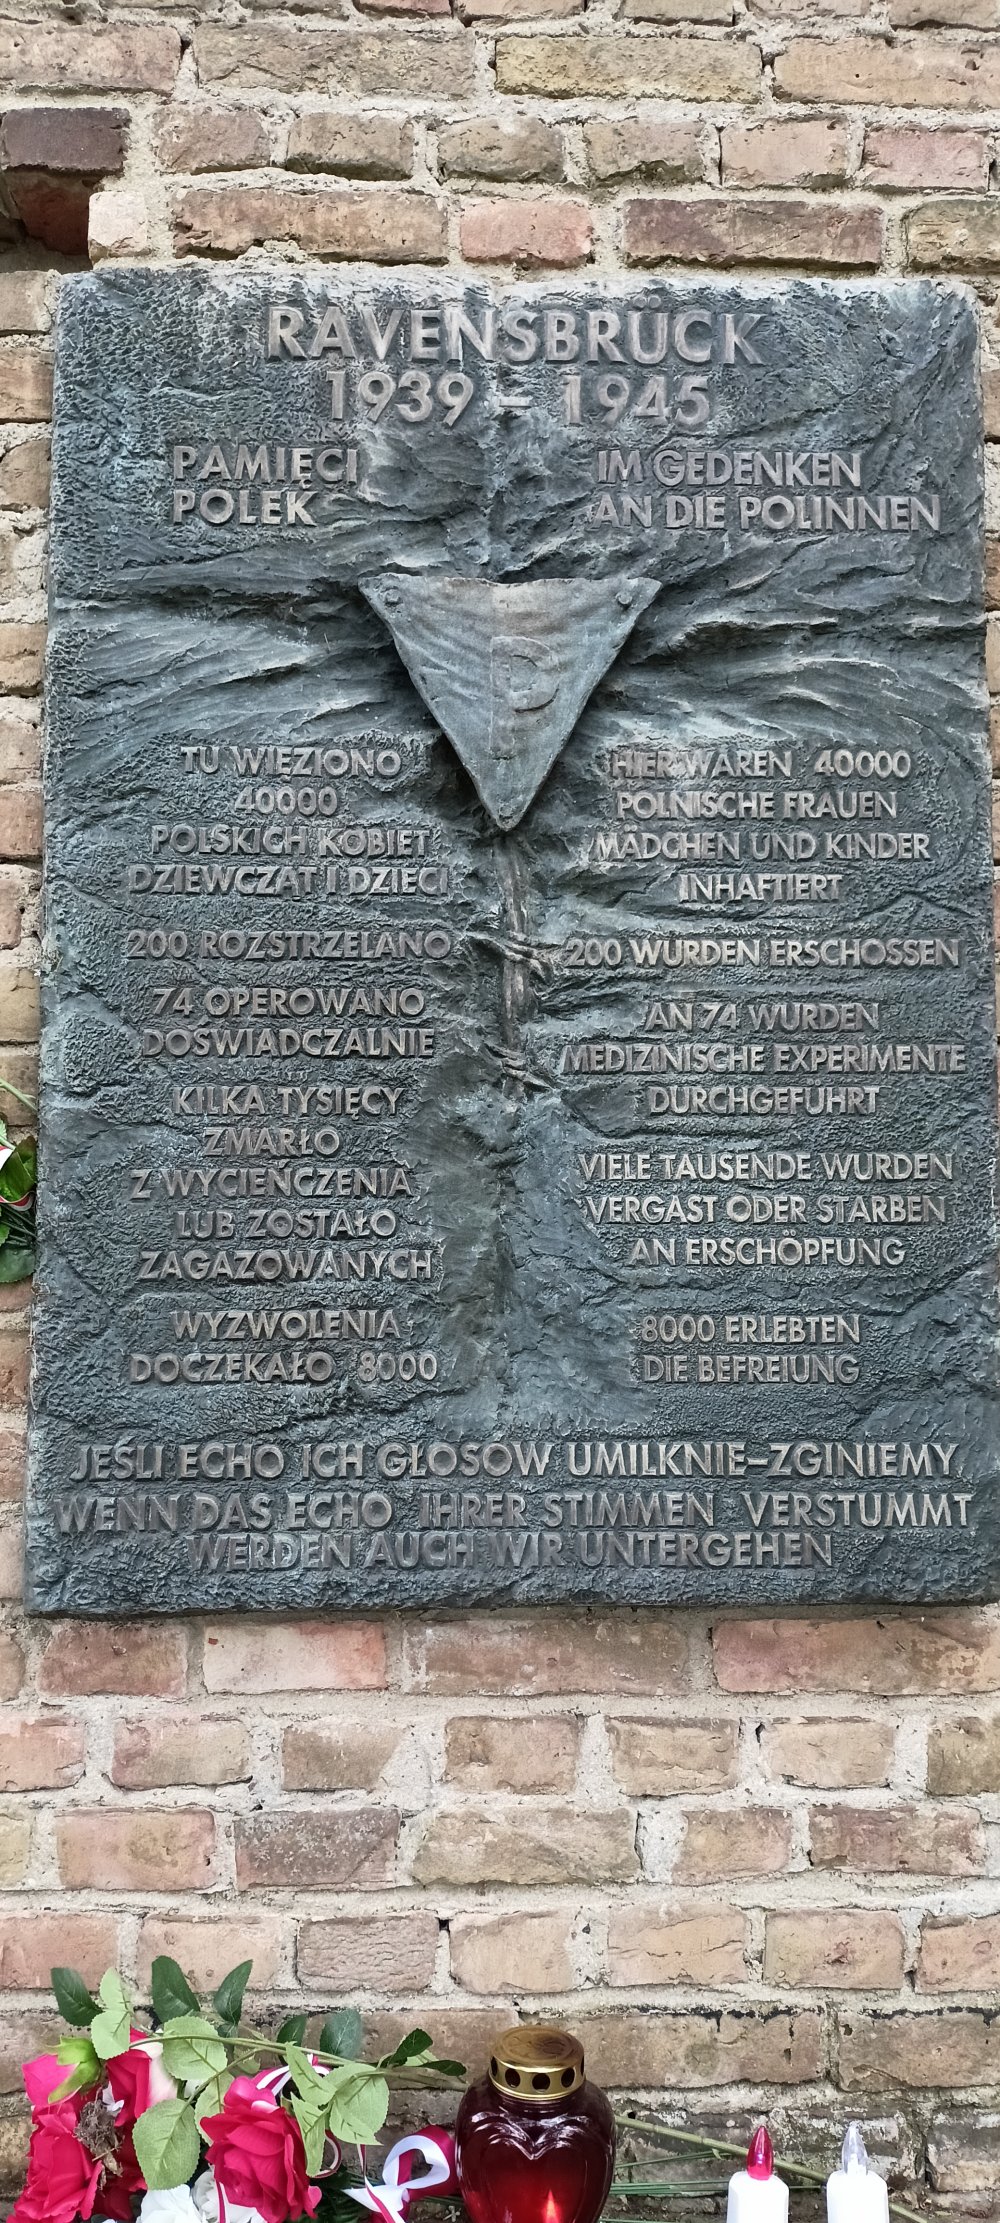 RAVENSBRÜCK
1939 – 1945
PAMIĘCI
POLEK
IM GEDENKEN
AN DIE POLINNEN
P
TU WIĘZIONO
40000
POLSKICH KOBIET
DZIEWCZĄT I DZIECI
200 ROZSTRZELANO
74 OPEROWANO
DOŚWIADCZALNIE
KILKA TYSIĘCY
ZMARŁO
Z WYCIEŃCZENIA
LUB ZOSTAŁO
ZAGAZOWANYCH
WYZWOLENIA
DOCZEKAŁO 8000
HIER WAREN 40000
POLNISCHE FRAUEN
MÄDCHEN UND KINDER
INHAFTIERT
200 WURDEN ERSCHOSSEN
AN 74 WURDEN
MEDIZINISCHE EXPERIMENTE
DURCHGEFÜHRT
VIELE TAUSENDE WURDEN
VERGAST ODER STARBEN
AN ERSCHÖPFUNG
8000 ERLEBTEN
DIE BEFREIUNG
JEŚLI ECHO ICH GŁOSÓW UMILKNIE–ZGINIEMY
WENN DAS ECHO IHRER STIMMEN VERSTUMMT
WERDEN AUCH WIR UNTERGEHEN